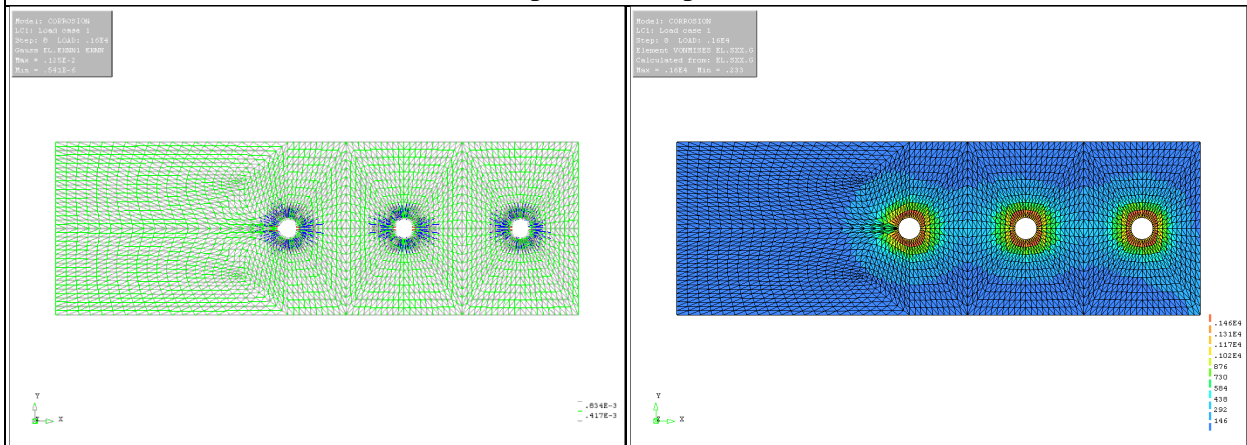 Model: CORROSION
LC1: Load case 1
Step: 8 LOAD: .16E4
Gauss EL.EKNN1 EKNN
Max = .125E-2
Min = .541E-6
Y
X
.834E-3
.417E-3
Model: CORROSION
LC1: Load case 1
Step: 8 LOAD: .16E4
Element VONMISES EL.SXX.G
Calculated from: EL.SXX.G
Max = .16E4 Min = .233
Y
X
.146E4
.131E4
.117E4
.102E4
876
730
584
438
292
146